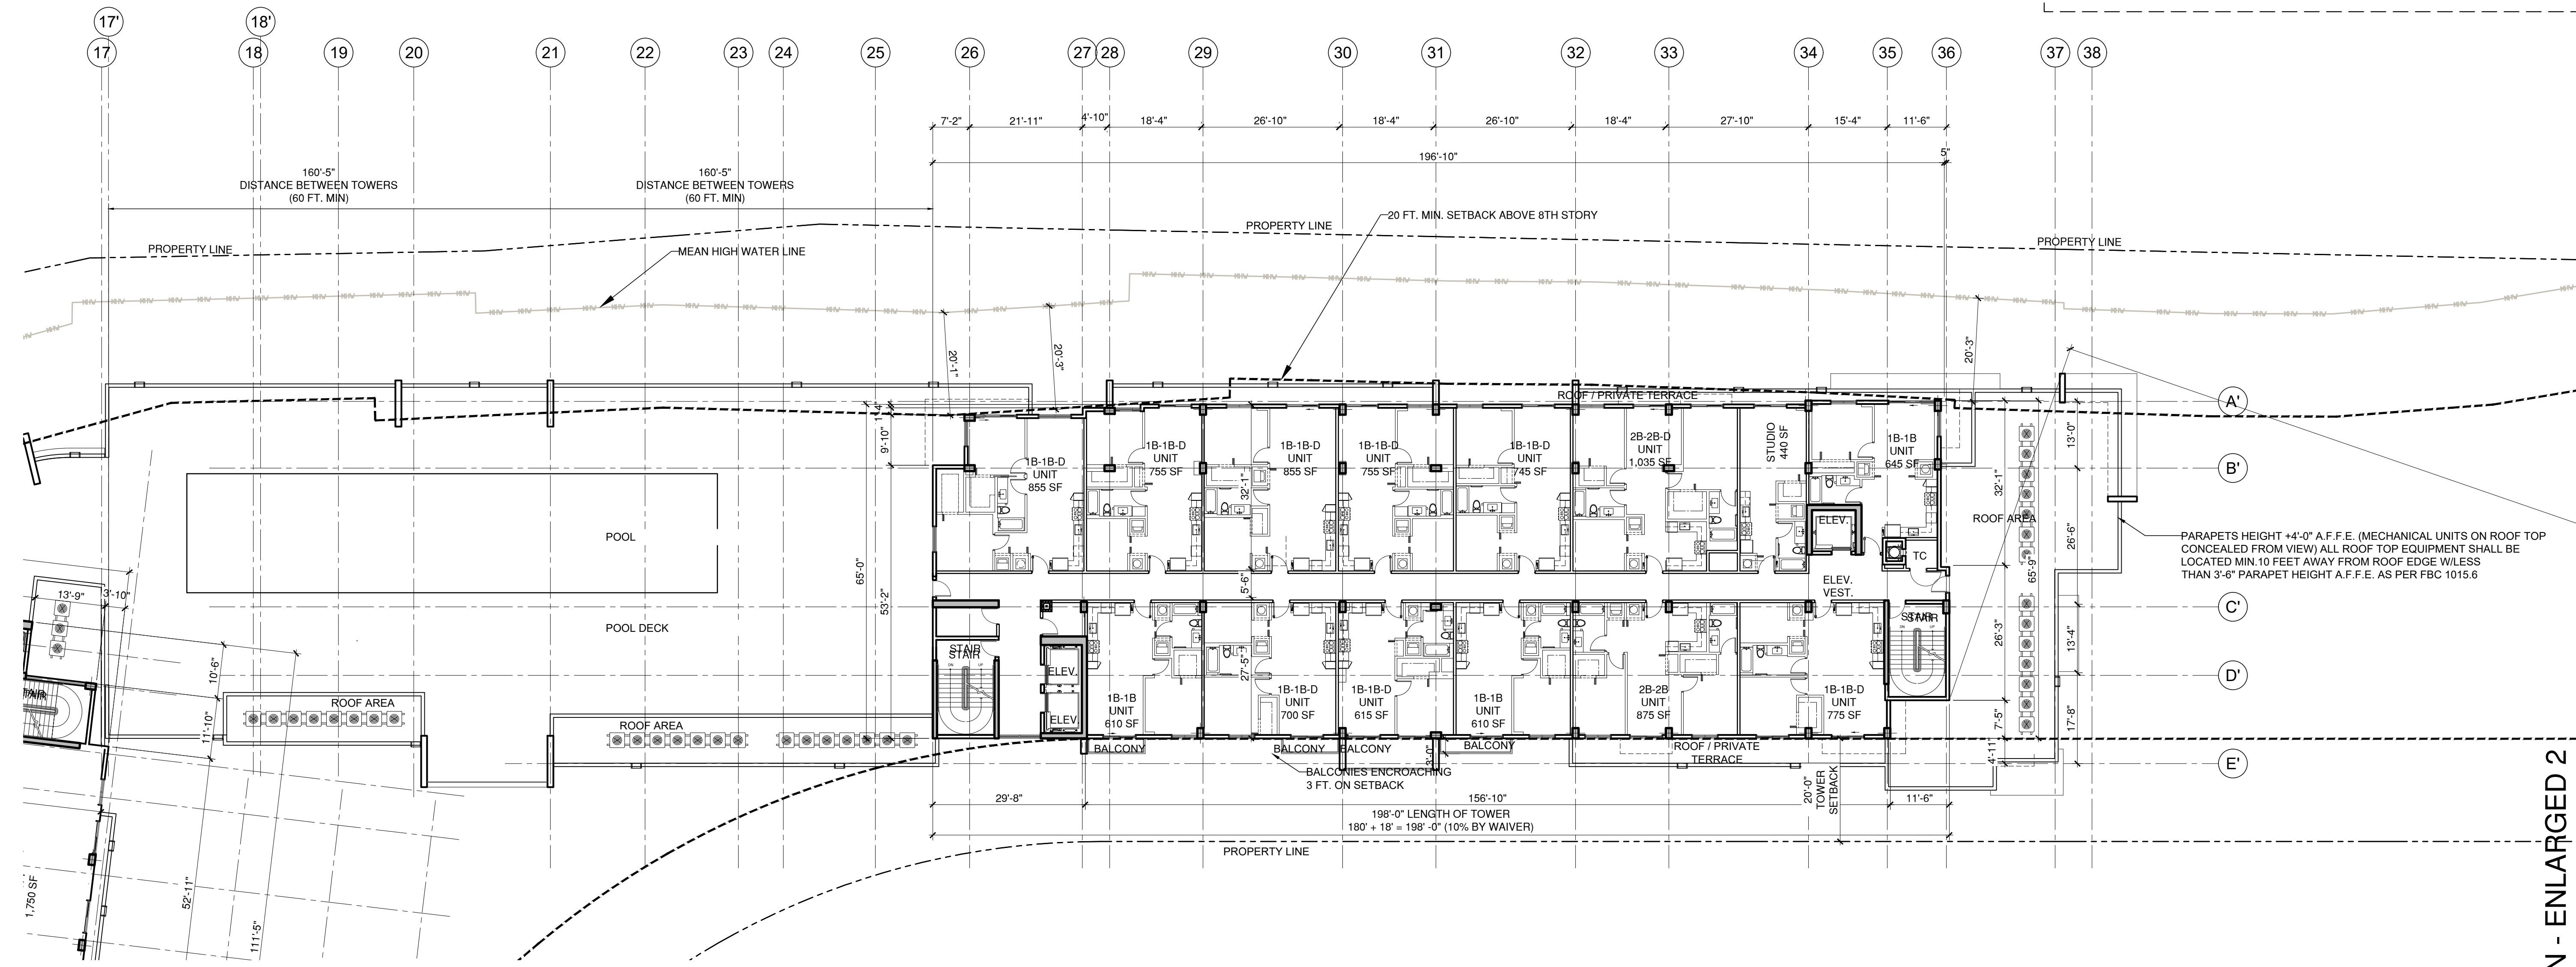 17'
18'
17
18
19
20
21
22
23
24
25
26
27
28
29
30
31
32
33
34
35
36
37
38
7'-2"
21'-11"
4'-10"
18'-4"
26'-10"
18'-4"
26'-10"
18'-4"
27'-10"
15'-4"
11'-6"
196'-10"
5"
160'-5"
DISTANCE BETWEEN TOWERS
(60 FT. MIN)
160'-5"
DISTANCE BETWEEN TOWERS
(60 FT. MIN)
20 FT. MIN. SETBACK ABOVE 8TH STORY
PROPERTY LINE
PROPERTY LINE
PROPERTY LINE
MEAN HIGH WATER LINE
20'-1"
20'-3"
20'-3"
ROOF / PRIVATE TERRACE
A'
B'
C'
D'
E'
1'-4"
9'-10"
65'-0"
53'-2"
1B-1B-D
UNIT
855 SF
1B-1B-D
UNIT
755 SF
1B-1B-D
UNIT
855 SF
1B-1B-D
UNIT
755 SF
1B-1B-D
UNIT
745 SF
2B-2B-D
UNIT
1,035 SF
STUDIO
440 SF
1B-1B
UNIT
645 SF
32'-1"
5'-6"
27'-5"
ELEV.
TC
ELEV.
VEST.
STAIR
STAIR
DN
UP
ROOF AREA
32'-1"
65'-9"
26'-3"
7'-5"
4'-11"
13'-0"
26'-6"
13'-4"
17'-8"
PARAPETS HEIGHT +4'-0" A.F.F.E. (MECHANICAL UNITS ON ROOF TOP
CONCEALED FROM VIEW) ALL ROOF TOP EQUIPMENT SHALL BE
LOCATED MIN.10 FEET AWAY FROM ROOF EDGE W/LESS
THAN 3'-6" PARAPET HEIGHT A.F.F.E. AS PER FBC 1015.6
POOL
POOL DECK
13'-9"
3'-10"
10'-6"
11'-10"
52'-11"
111'-5"
1,750 SF
STAIR
ROOF AREA
ROOF AREA
STAIR
STAIR
DN
UP
ELEV.
ELEV.
1B-1B
UNIT
610 SF
1B-1B-D
UNIT
700 SF
1B-1B-D
UNIT
615 SF
1B-1B
UNIT
610 SF
2B-2B
UNIT
875 SF
1B-1B-D
UNIT
775 SF
BALCONY
BALCONY
BALCONY
BALCONY
ROOF / PRIVATE
TERRACE
3'-0"
BALCONIES ENCROACHING
3 FT. ON SETBACK
20'-0"
TOWER
SETBACK
29'-8"
156'-10"
11'-6"
198'-0" LENGTH OF TOWER
180' + 18' = 198' -0" (10% BY WAIVER)
PROPERTY LINE
N - ENLARGED 2